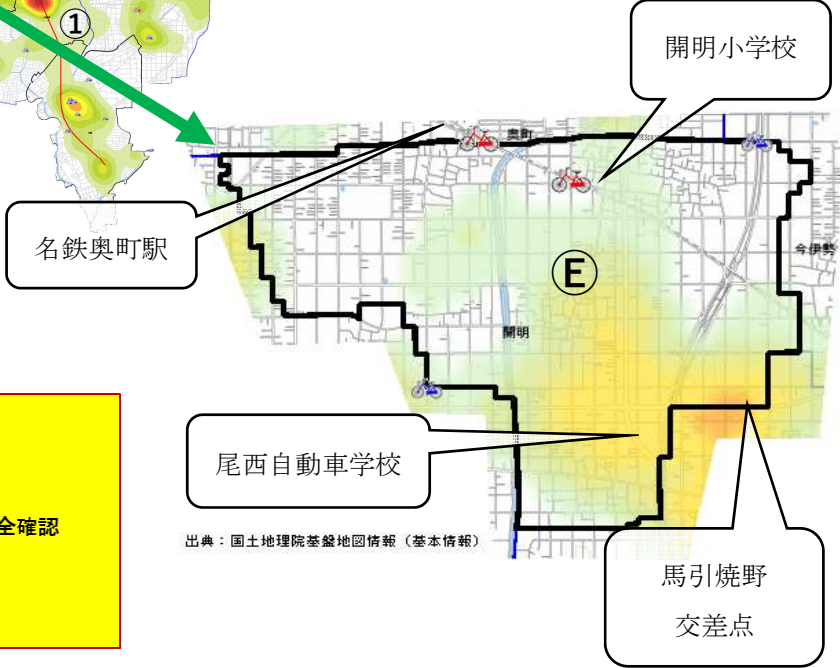 ①
開明小学校
奥町
名鉄奥町駅
今伊勢
Ⓔ
開明
尾西自動車学校
全確認
出典：国土地理院基盤地図情報（基本情報）
馬引焼野
交差点